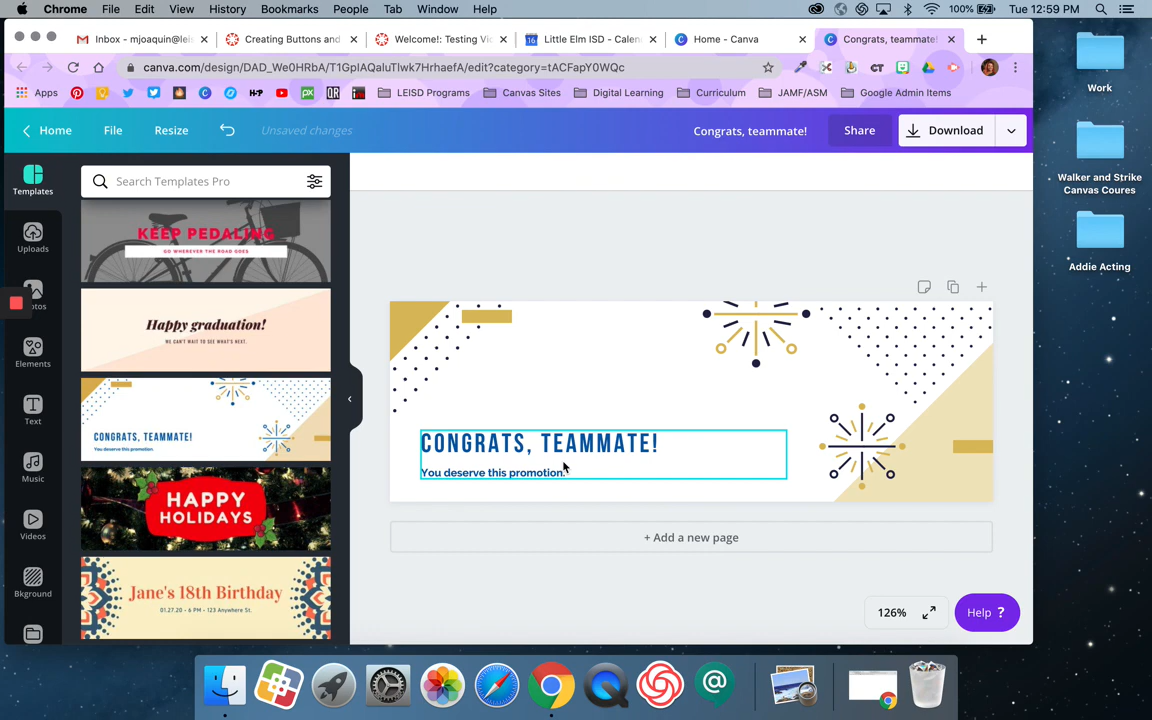 Chrome File Edit View History Bookmarks People Tab Window Help 100% Tue 12:59 PM
Inbox - mjoaquin@lei Creating Buttons and Welcome!: Testing Vi Little Elm ISD - Calen Home - Canva Congrats, teammate!
canva.com/design/DAD_We0HRbA/T1GpIAQaluTlwk7HrhaefA/edit?category=tACFapY0WQc
Apps LEISD Programs Canvas Sites Digital Learning Curriculum JAMF/ASM Google Admin Items
Home File Resize Unsaved changes Congrats, teammate! Share Download
Templates
Uploads
otos
Elements
Text
Music
Videos
Bkground
Search Templates Pro
KEEP PEDALING
GO WHEREVER THE ROAD GOES
Happy graduation!
WE CAN'T WAIT TO SEE WHAT'S NEXT.
CONGRATS, TEAMMATE!
You deserve this promotion.
HAPPY
HOLIDAYS
Jane's 18th Birthday
01.27.20 • 6 PM • 123 Anywhere St.
CONGRATS, TEAMMATE!
You deserve this promotion.
+ Add a new page
126%
Help ?
Work
Walker and Strike
Canvas Coures
Addie Acting